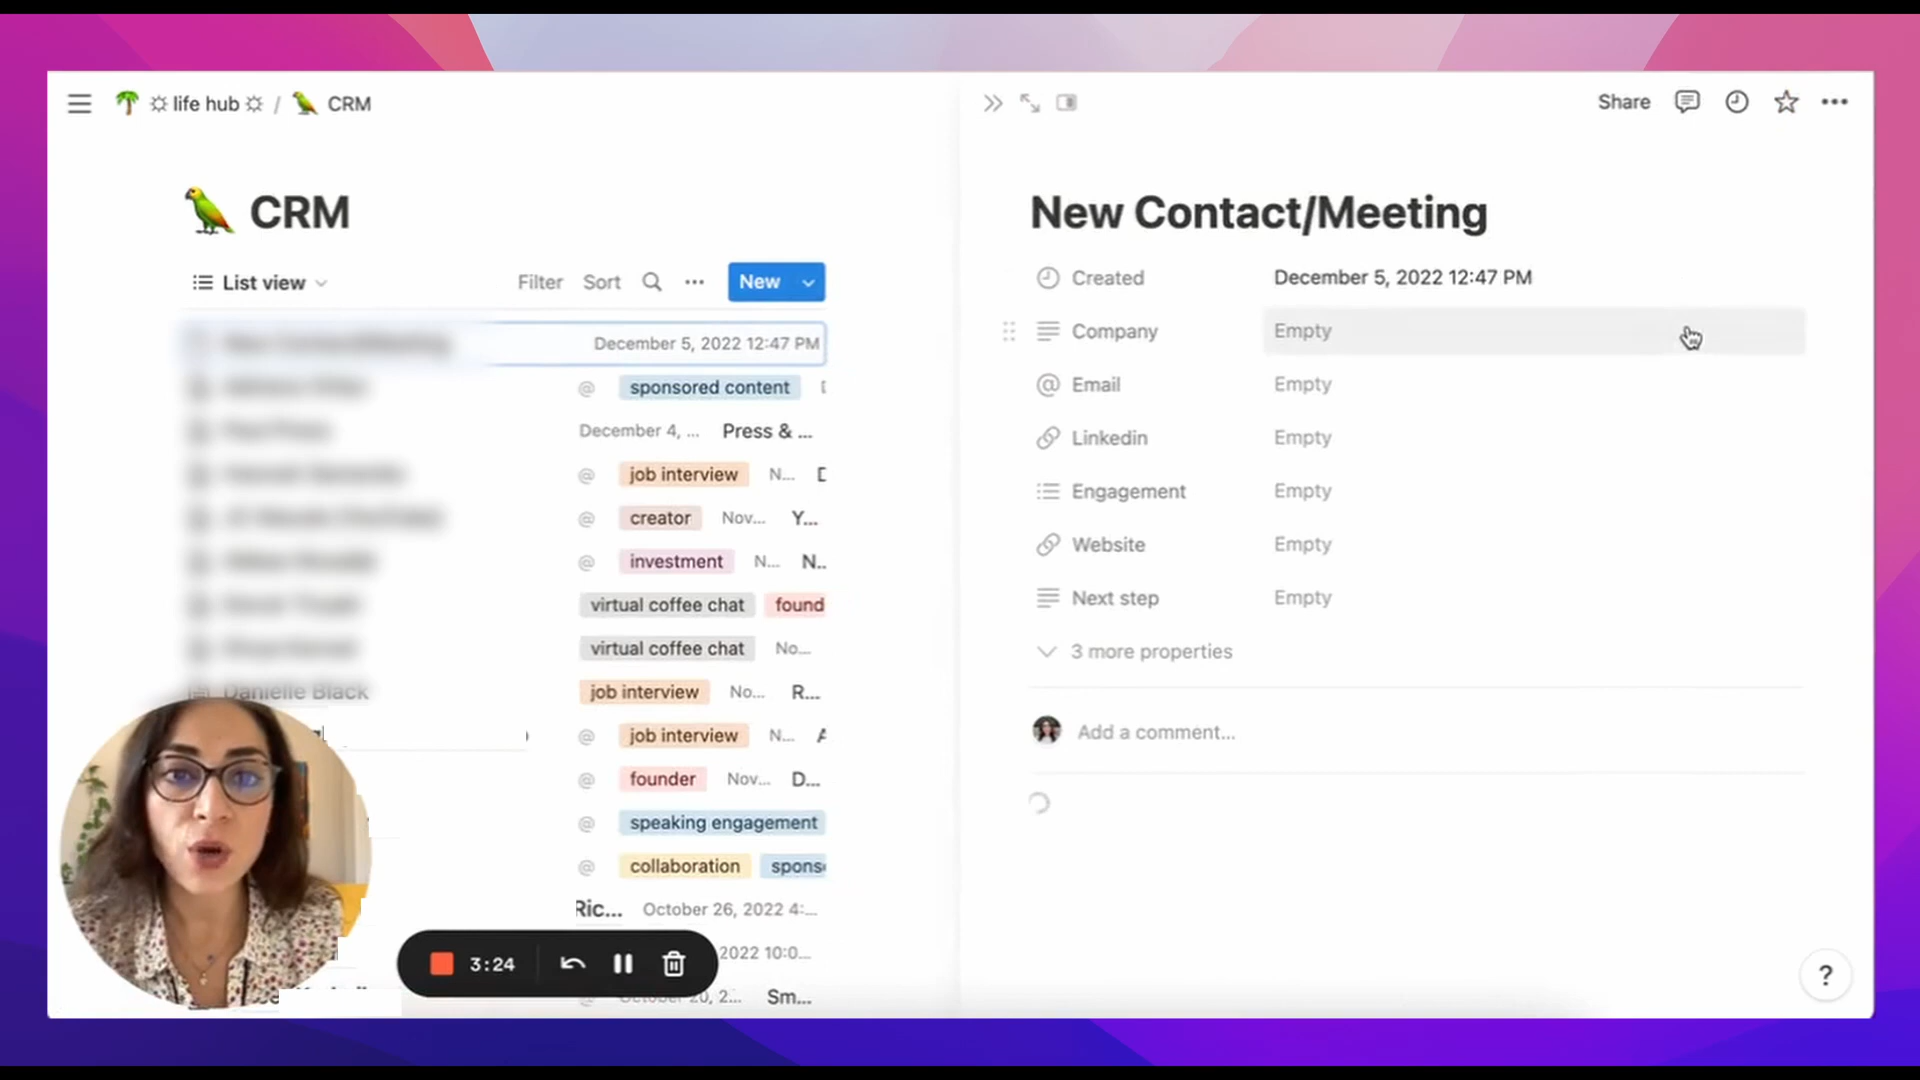 life hub / CRM
Share
CRM
List view
Filter Sort
New
December 5, 2022 12:47 PM
@ sponsored content
December 4, ... Press & ...
@ job interview N...
@ creator Nov... Y...
@ investment N... N..
virtual coffee chat found
virtual coffee chat No...
Danielle Black job interview No... R...
@ job interview N...
@ founder Nov... D...
@ speaking engagement
@ collaboration spons
Ric... October 26, 2022 4:...
2022 10:0...
October 20, 2... Sm...
3:24
New Contact/Meeting
Created December 5, 2022 12:47 PM
Company Empty
Email Empty
Linkedin Empty
Engagement Empty
Website Empty
Next step Empty
3 more properties
Add a comment...
?